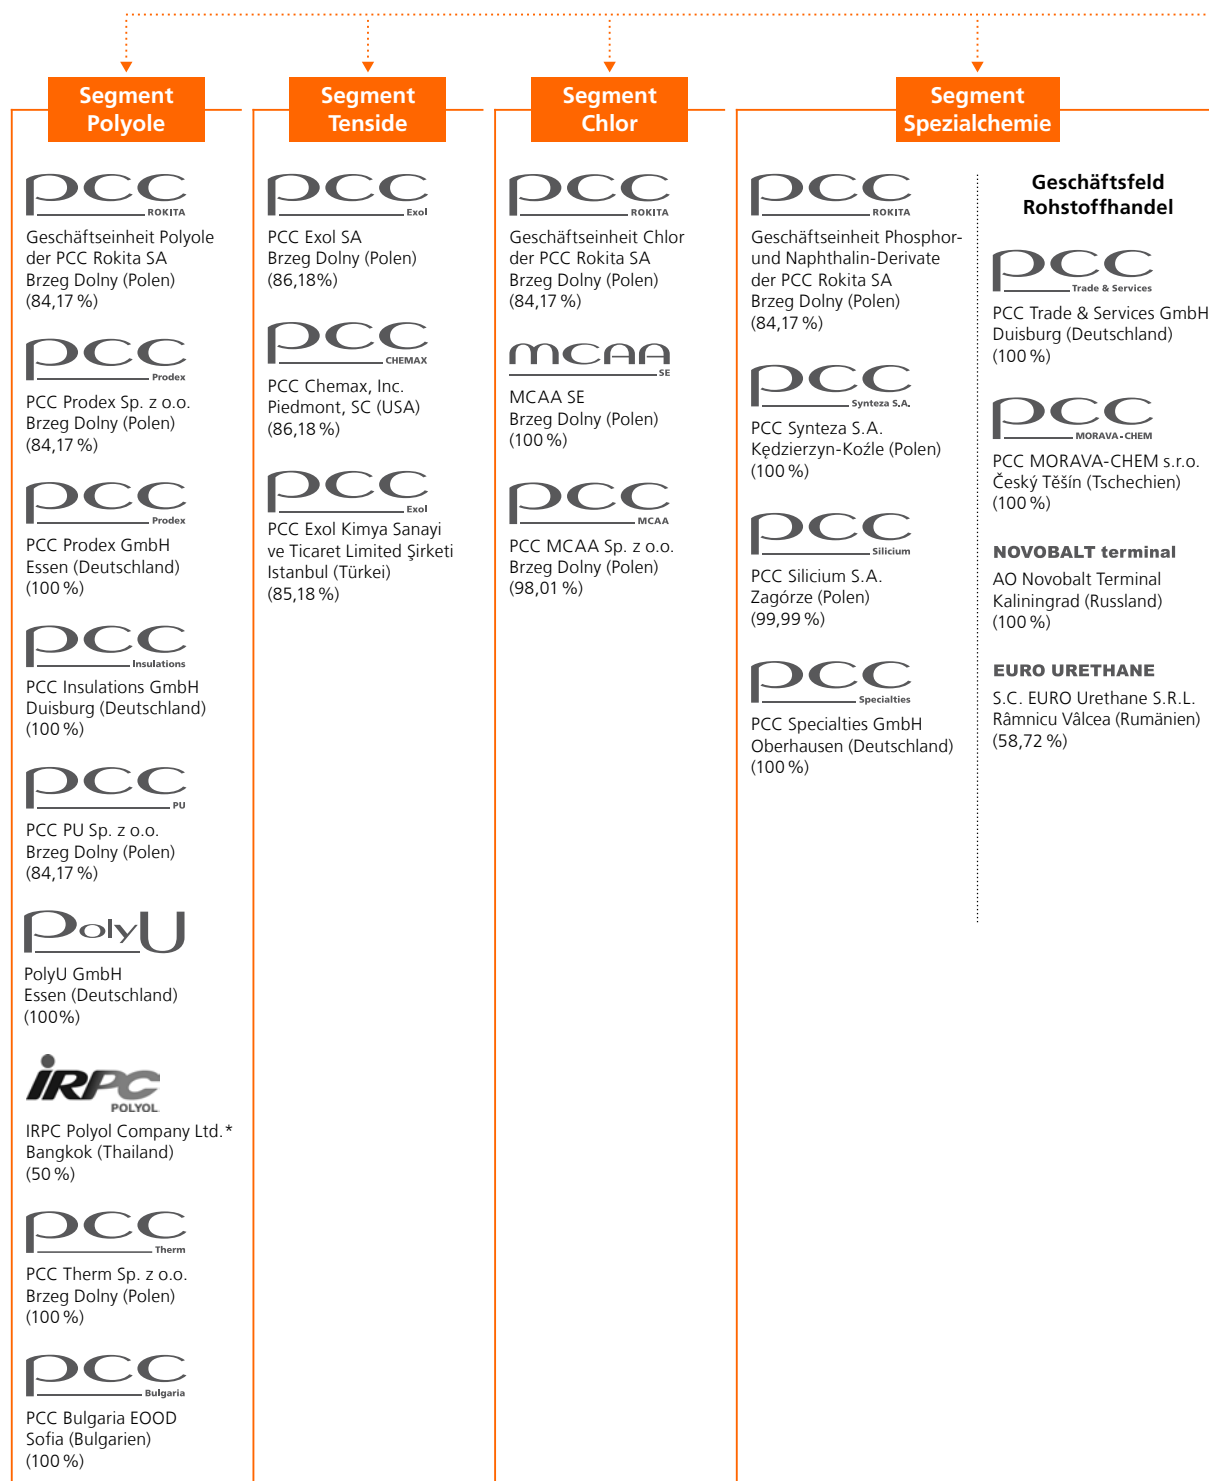 Segment
Polyole
pcc
ROKITA
Geschäftseinheit Polyole
der PCC Rokita SA
Brzeg Dolny (Polen)
(84,17 %)
pcc
Prodex
PCC Prodex Sp. z o.o.
Brzeg Dolny (Polen)
(84,17 %)
pcc
Prodex
PCC Prodex GmbH
Essen (Deutschland)
(100 %)
pcc
Insulations
PCC Insulations GmbH
Duisburg (Deutschland)
(100 %)
pcc
PU
PCC PU Sp. z o.o.
Brzeg Dolny (Polen)
(84,17 %)
PolyU
PolyU GmbH
Essen (Deutschland)
(100%)
iRPC
POLYOL
IRPC Polyol Company Ltd.*
Bangkok (Thailand)
(50 %)
pcc
Therm
PCC Therm Sp. z o.o.
Brzeg Dolny (Polen)
(100 %)
pcc
Bulgaria
PCC Bulgaria EOOD
Sofia (Bulgarien)
(100 %)
Segment
Tenside
pcc
Exol
PCC Exol SA
Brzeg Dolny (Polen)
(86,18%)
pcc
CHEMAX
PCC Chemax, Inc.
Piedmont, SC (USA)
(86,18 %)
pcc
Exol
PCC Exol Kimya Sanayi
ve Ticaret Limited Şirketi
Istanbul (Türkei)
(85,18 %)
Segment
Chlor
pcc
ROKITA
Geschäftseinheit Chlor
der PCC Rokita SA
Brzeg Dolny (Polen)
(84,17 %)
mcaa
SE
MCAA SE
Brzeg Dolny (Polen)
(100 %)
pcc
MCAA
PCC MCAA Sp. z o.o.
Brzeg Dolny (Polen)
(98,01 %)
Segment
Spezialchemie
pcc
ROKITA
Geschäftseinheit Phosphor-
und Naphthalin-Derivate
der PCC Rokita SA
Brzeg Dolny (Polen)
(84,17 %)
pcc
Synteza S.A.
PCC Synteza S.A.
Kędzierzyn-Koźle (Polen)
(100 %)
pcc
Silicium
PCC Silicium S.A.
Zagórze (Polen)
(99,99 %)
pcc
Specialties
PCC Specialties GmbH
Oberhausen (Deutschland)
(100 %)
Geschäftsfeld
Rohstoffhandel
pcc
Trade & Services
PCC Trade & Services GmbH
Duisburg (Deutschland)
(100 %)
pcc
MORAVA-CHEM
PCC MORAVA-CHEM s.r.o.
Český Těšín (Tschechien)
(100 %)
NOVOBALT terminal
AO Novobalt Terminal
Kaliningrad (Russland)
(100 %)
EURO URETHANE
S.C. EURO Urethane S.R.L.
Râmnicu Vâlcea (Rumänien)
(58,72 %)